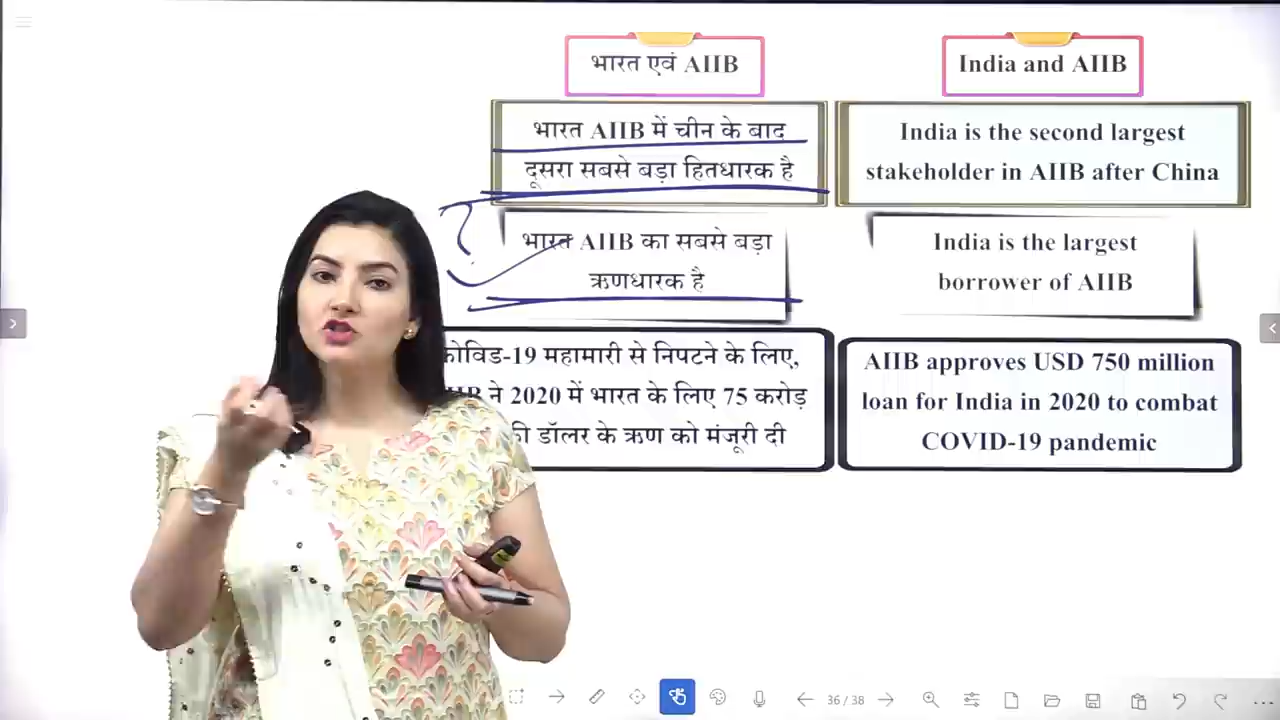 भारत एवं AIIB
India and AIIB
भारत AIIB में चीन के बाद
दूसरा सबसे बड़ा हितधारक है
India is the second largest
stakeholder in AIIB after China
भारत AIIB का सबसे बड़ा
ऋणधारक है
India is the largest
borrower of AIIB
कोविड-19 महामारी से निपटने के लिए,
ने 2020 में भारत के लिए 75 करोड़
डॉलर के ऋण को मंजूरी दी
AIIB approves USD 750 million
loan for India in 2020 to combat
COVID-19 pandemic
36 / 38